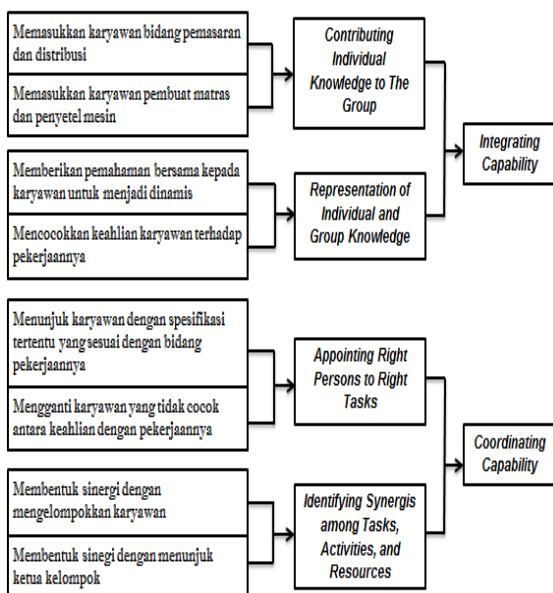 Memasukkan karyawan bidang pemasaran
dan distribusi
Memasukkan karyawan pembuat matras
dan penyetel mesin
Contributing
Individual
Knowledge to The
Group
Memberikan pemahaman bersama kepada
karyawan untuk menjadi dinamis
Mencocokkan keahlian karyawan terhadap
pekerjaannya
Representation of
Individual and
Group Knowledge
Integrating
Capability
Menunjuk karyawan dengan spesifikasi
tertentu yang sesuai dengan bidang
pekerjaannya
Mengganti karyawan yang tidak cocok
antara keahlian dengan pekerjaannya
Appointing Right
Persons to Right
Tasks
Membentuk sinergi dengan
mengelompokkan karyawan
Membentuk sinegi dengan menunjuk
ketua kelompok
Identifying Synergis
among Tasks,
Activities, and
Resources
Coordinating
Capability